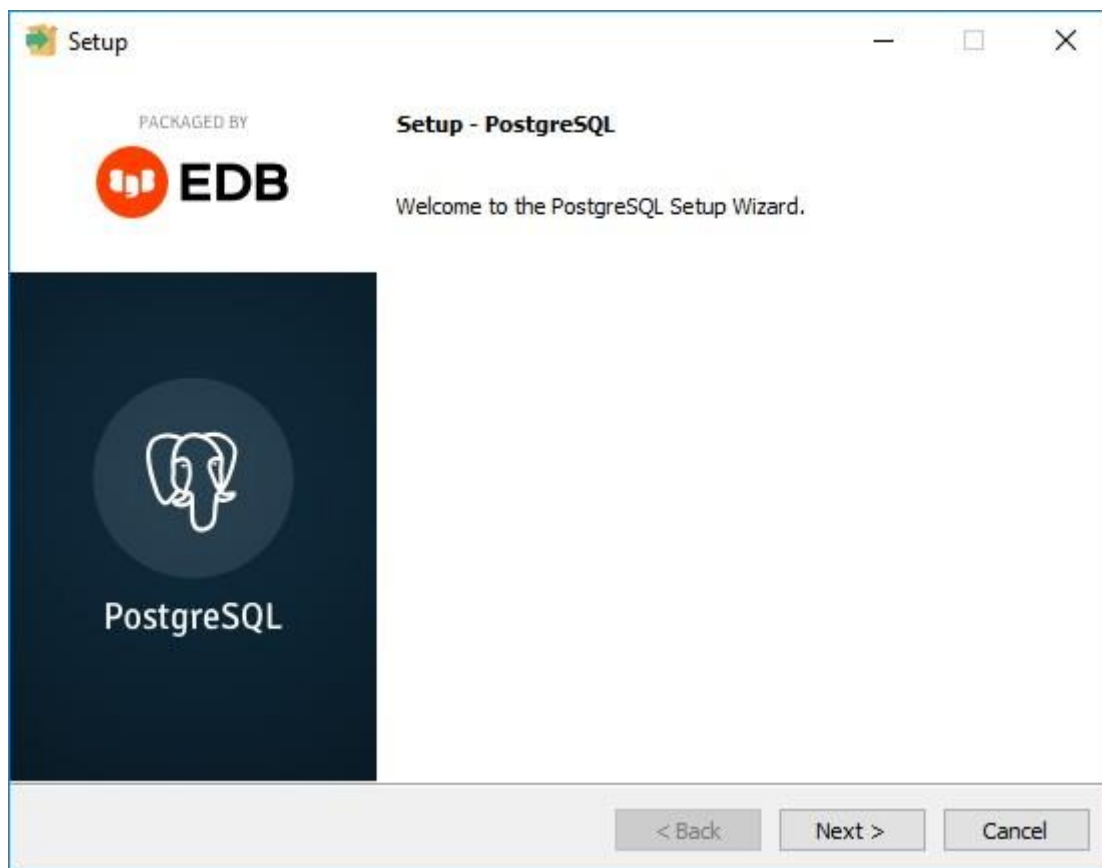 Setup
PACKAGED BY
EDB
Setup - PostgreSQL
Welcome to the PostgreSQL Setup Wizard.
PostgreSQL
< Back
Next >
Cancel